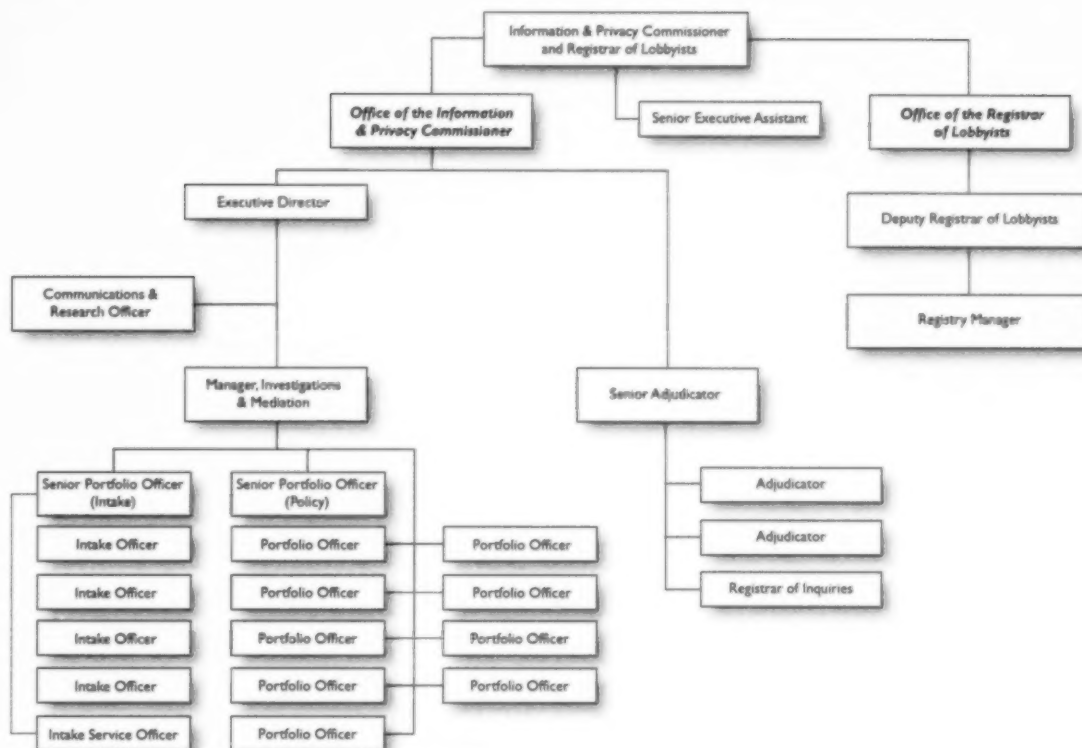 Information & Privacy Commissioner
and Registrar of Lobbyists
Office of the Information
& Privacy Commissioner
Senior Executive Assistant
Office of the Registrar
of Lobbyists
Executive Director
Deputy Registrar of Lobbyists
Communications &
Research Officer
Registry Manager
Manager, Investigations
& Mediation
Senior Adjudicator
Senior Portfolio Officer
(Intake)
Senior Portfolio Officer
(Policy)
Adjudicator
Intake Officer
Portfolio Officer
Portfolio Officer
Adjudicator
Intake Officer
Portfolio Officer
Portfolio Officer
Registrar of Inquiries
Intake Officer
Portfolio Officer
Portfolio Officer
Intake Officer
Portfolio Officer
Portfolio Officer
Intake Service Officer
Portfolio Officer